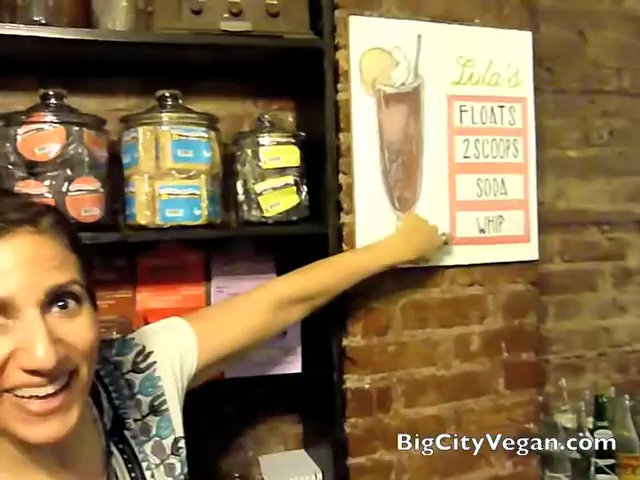 Lula's
FLOATS
2 SCOOPS
SODA
WHIP
BigCityVegan.com